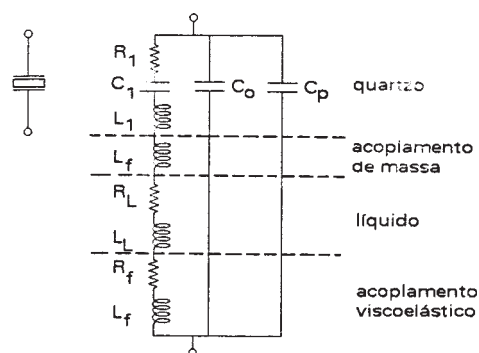 R1
C1
Co
Cp
quartzo
L1
Lf
acoplamento
de massa
RL
líquido
LL
Rf
Lf
acoplamento
viscoelástico